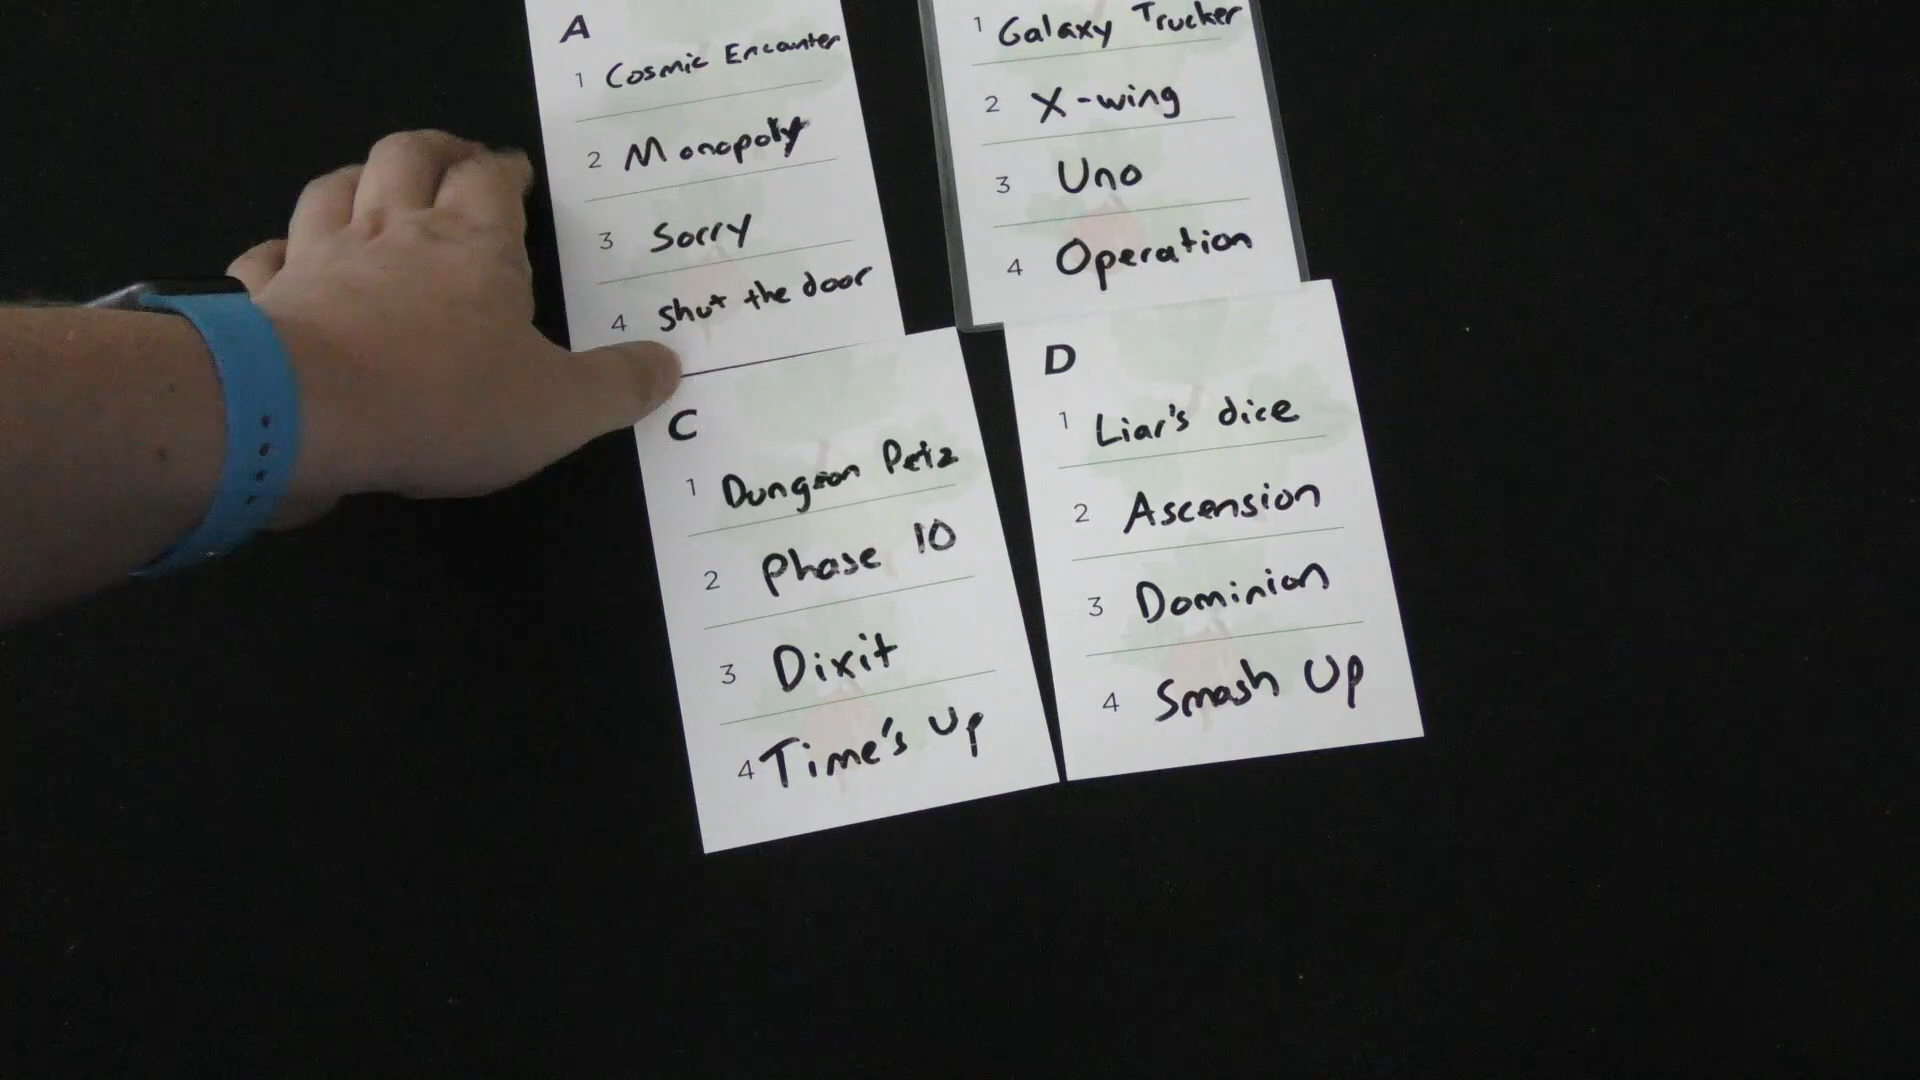 A
1 Cosmic Encounter
2 Monopoly
3 Sorry
4 shut the door
1 Galaxy Trucker
2 X-wing
3 Uno
4 Operation
C
1 Dungeon Petz
2 Phase 10
3 Dixit
4 Time's Up
D
1 Liar's dice
2 Ascension
3 Dominion
4 Smash Up